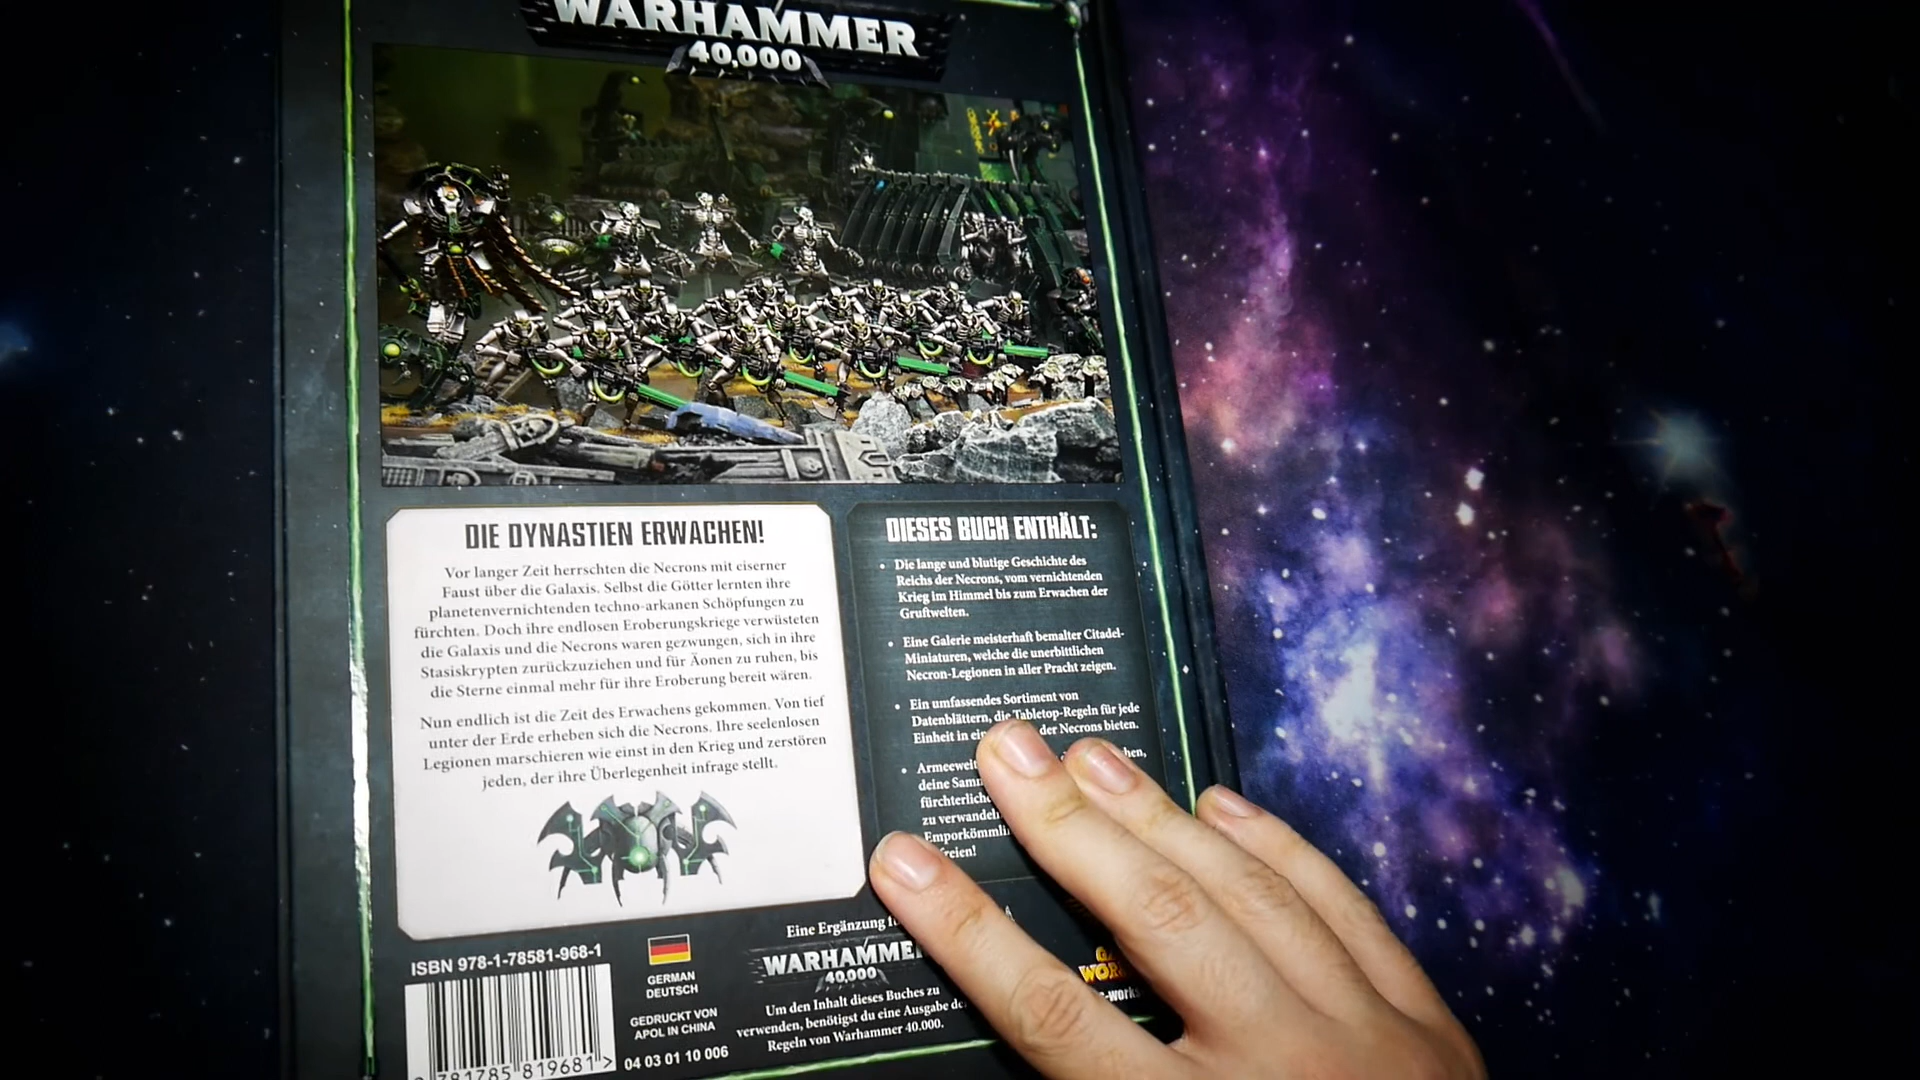 WARHAMMER
40,000
DIE DYNASTIEN ERWACHEN!
Vor langer Zeit herrschten die Necrons mit eiserner
Faust über die Galaxis. Selbst die Götter lernten ihre
planetenvernichtenden techno-arkanen Schöpfungen zu
fürchten. Doch ihre endlosen Eroberungskriege verwüsteten
die Galaxis und die Necrons waren gezwungen, sich in ihre
Stasiskrypten zurückzuziehen und für Äonen zu ruhen, bis
die Sterne einmal mehr für ihre Eroberung bereit wären.
Nun endlich ist die Zeit des Erwachens gekommen. Von tief
unter der Erde erheben sich die Necrons. Ihre seelenlosen
Legionen marschieren wie einst in den Krieg und zerstören
jeden, der ihre Überlegenheit infrage stellt.
DIESES BUCH ENTHÄLT:
• Die lange und blutige Geschichte des
Reichs der Necrons, vom vernichtenden
Krieg im Himmel bis zum Erwachen der
Gruftwelten.
• Eine Galerie meisterhaft bemalter Citadel-
Miniaturen, welche die unerbittlichen
Necron-Legionen in aller Pracht zeigen.
• Ein umfassendes Sortiment von
Datenblättern, die Tabletop-Regeln für jede
Einheit in der Necrons bieten.
•
deine
zu
ISBN 978-1-78581-968-1
GERMAN
DEUTSCH
GEDRUCKT VON
APOL IN CHINA
04 03 01 10 006
781785 819681 >
Eine Ergänzung
WARHAMME
40,000
Um den Inhalt dieses Buches zu
verwenden, benötigst du eine Ausgabe der
Regeln von Warhammer 40.000.